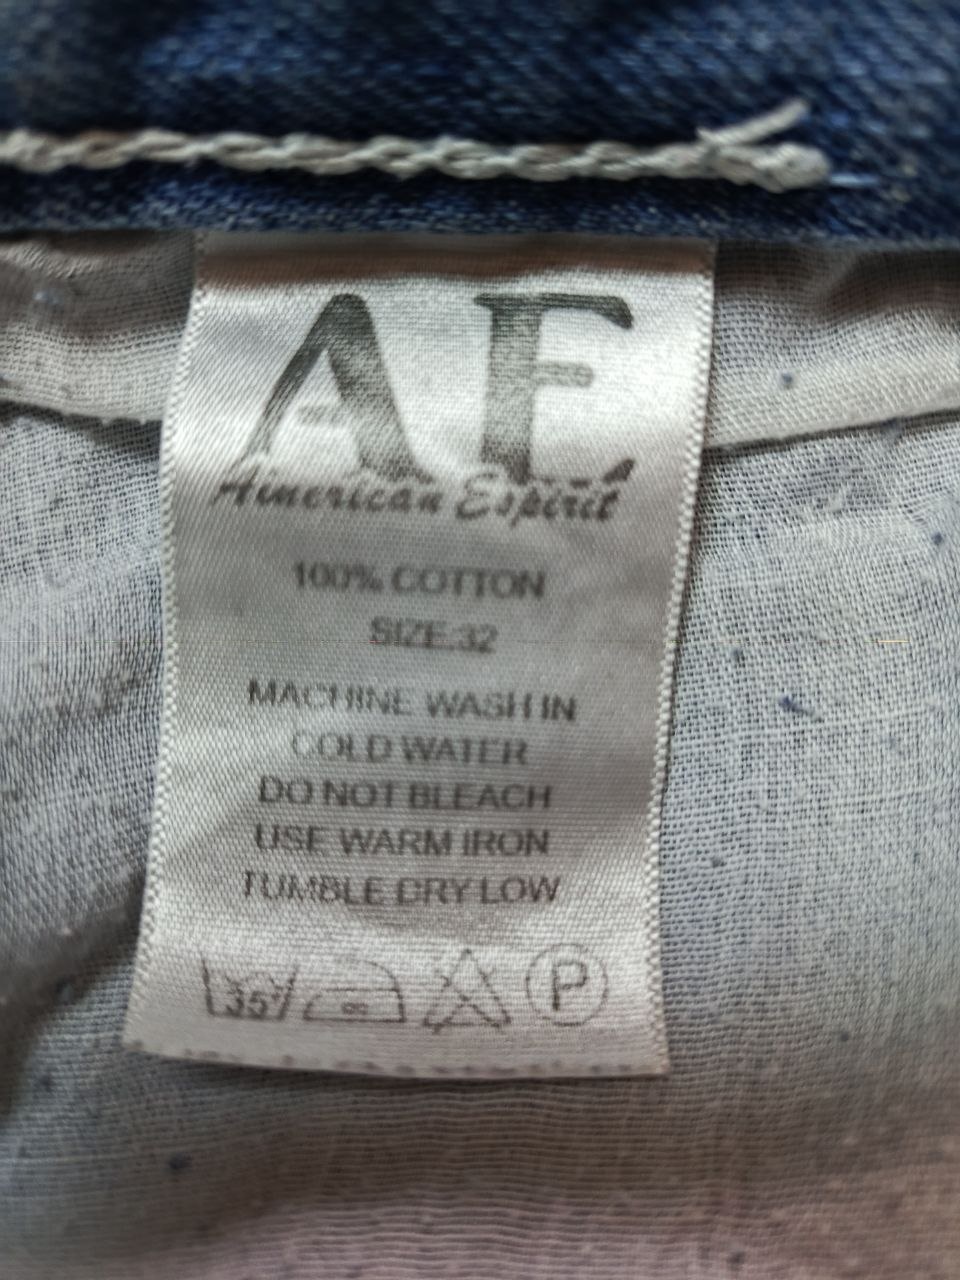 AE
American Espirit
100% COTTON
SIZE:32
MACHINE WASH IN
COLD WATER
DO NOT BLEACH
USE WARM IRON
TUMBLE DRY LOW
35° P